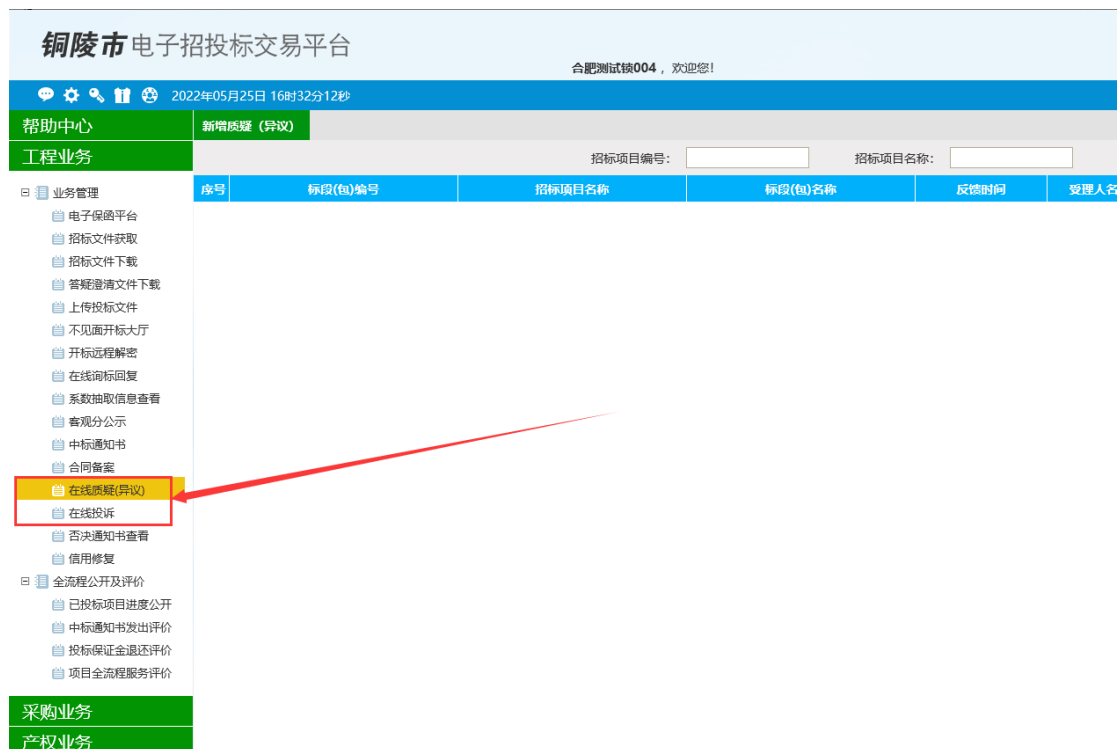 铜陵市电子招投标交易平台
合肥测试锁004，欢迎您!
2022年05月25日 16时32分12秒
帮助中心
新增质疑（异议）
工程业务
招标项目编号：
招标项目名称：
业务管理
序号
标段(包)编号
招标项目名称
标段(包)名称
反馈时间
受理人名
电子保函平台
招标文件获取
招标文件下载
答疑澄清文件下载
上传投标文件
不见面开标大厅
开标远程解密
在线询标回复
系数抽取信息查看
客观分公示
中标通知书
合同备案
在线质疑(异议)
在线投诉
否决通知书查看
信用修复
全流程公开及评价
已投标项目进度公开
中标通知书发出评价
投标保证金退还评价
项目全流程服务评价
采购业务
产权业务